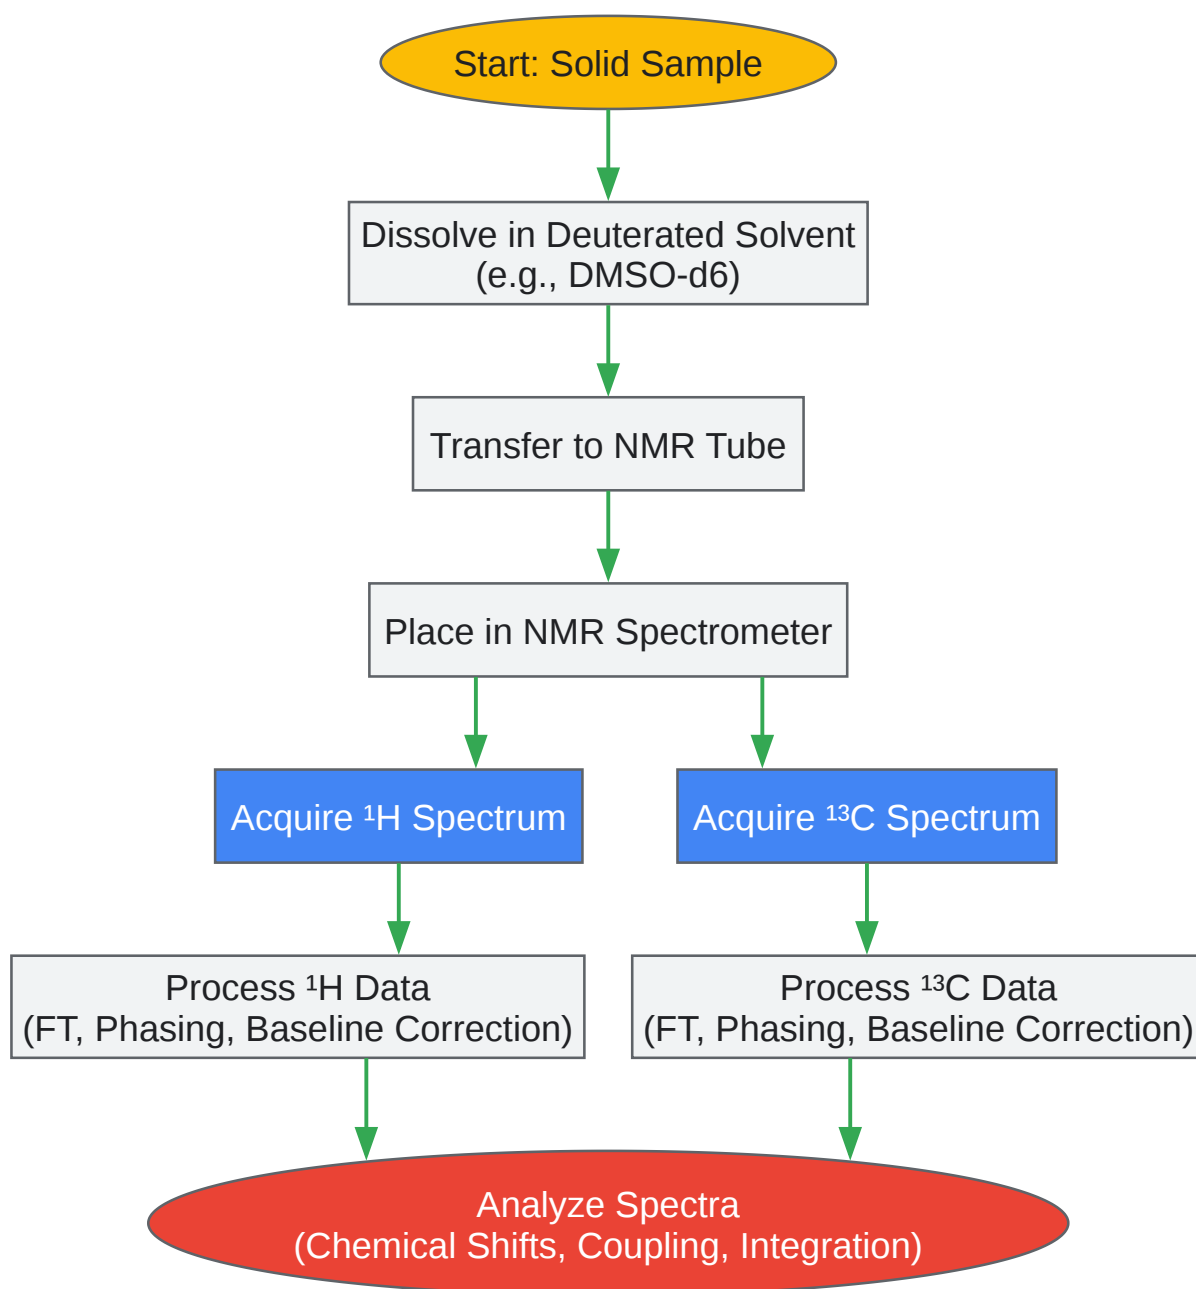 Start: Solid Sample
Dissolve in Deuterated Solvent
(e.g., DMSO-d6)
Transfer to NMR Tube
Place in NMR Spectrometer
Acquire ¹H Spectrum
Acquire ¹³C Spectrum
Process ¹H Data
(FT, Phasing, Baseline Correction)
Process ¹³C Data
(FT, Phasing, Baseline Correction)
Analyze Spectra
(Chemical Shifts, Coupling, Integration)